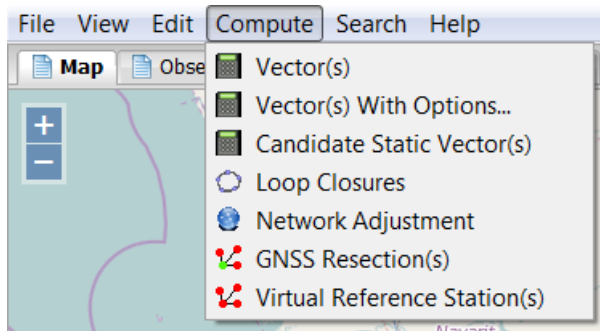 File View Edit Compute Search Help
Map Obse
Vector(s)
Vector(s) With Options...
Candidate Static Vector(s)
Loop Closures
Network Adjustment
GNSS Resection(s)
Virtual Reference Station(s)
+
−
Nayarit